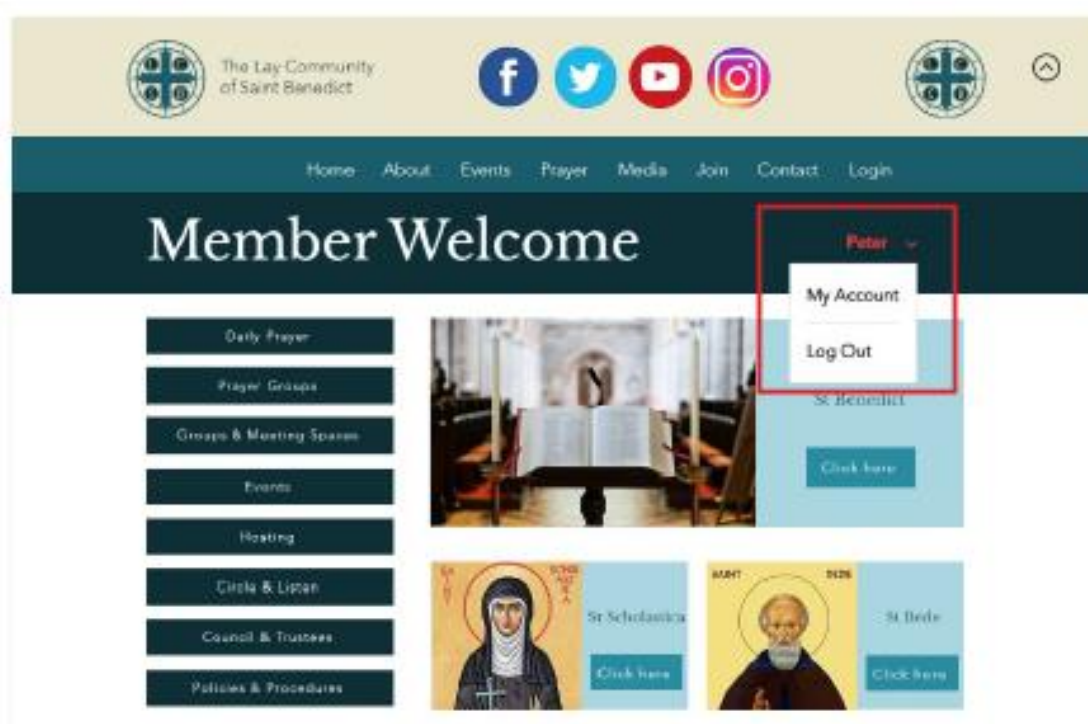 The Lay Community
of Saint Benedict
Home About Events Prayer Media Join Contact Login
Member Welcome
Peter
My Account
Log Out
Daily Prayer
Prayer Groups
Groups & Meeting Spaces
Events
Hosting
Circle & Listen
Council & Trustees
Policies & Procedures
St Benedict
Click here
St Scholastica
Click here
SAINT
St Bede
Click here